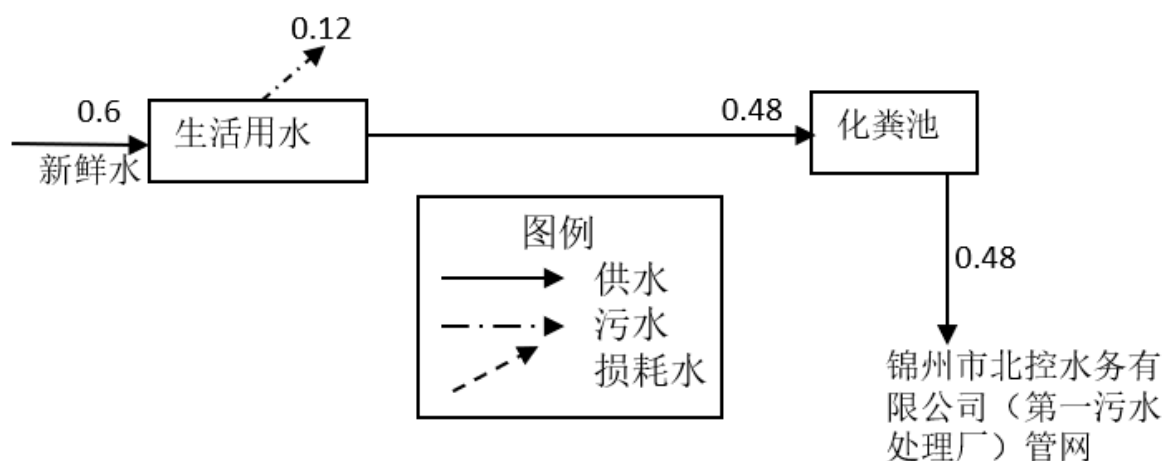 0.12
0.6
新鲜水
生活用水
0.48
化粪池
0.48
图例
供水
污水
损耗水
锦州市北控水务有
限公司（第一污水
处理厂）管网